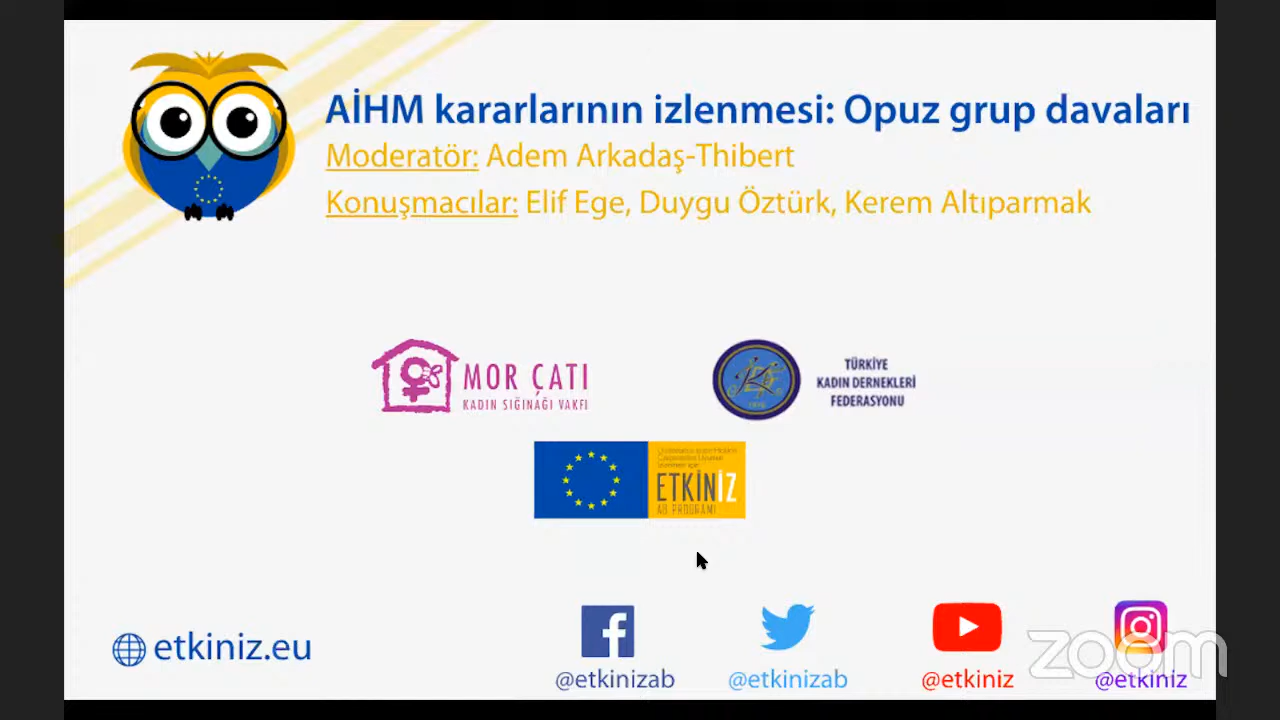 AİHM kararlarının izlenmesi: Opuz grup davaları
Moderatör: Adem Arkadaş-Thibert
Konuşmacılar: Elif Ege, Duygu Öztürk, Kerem Altıparmak
MOR ÇATI
KADIN SIĞINAĞI VAKFI
TÜRKİYE
KADIN DERNEKLERİ
FEDERASYONU
ETKİNİZ
AB PROGRAMI
etkiniz.eu
@etkinizab
@etkinizab
@etkiniz
@etkiniz
zoom